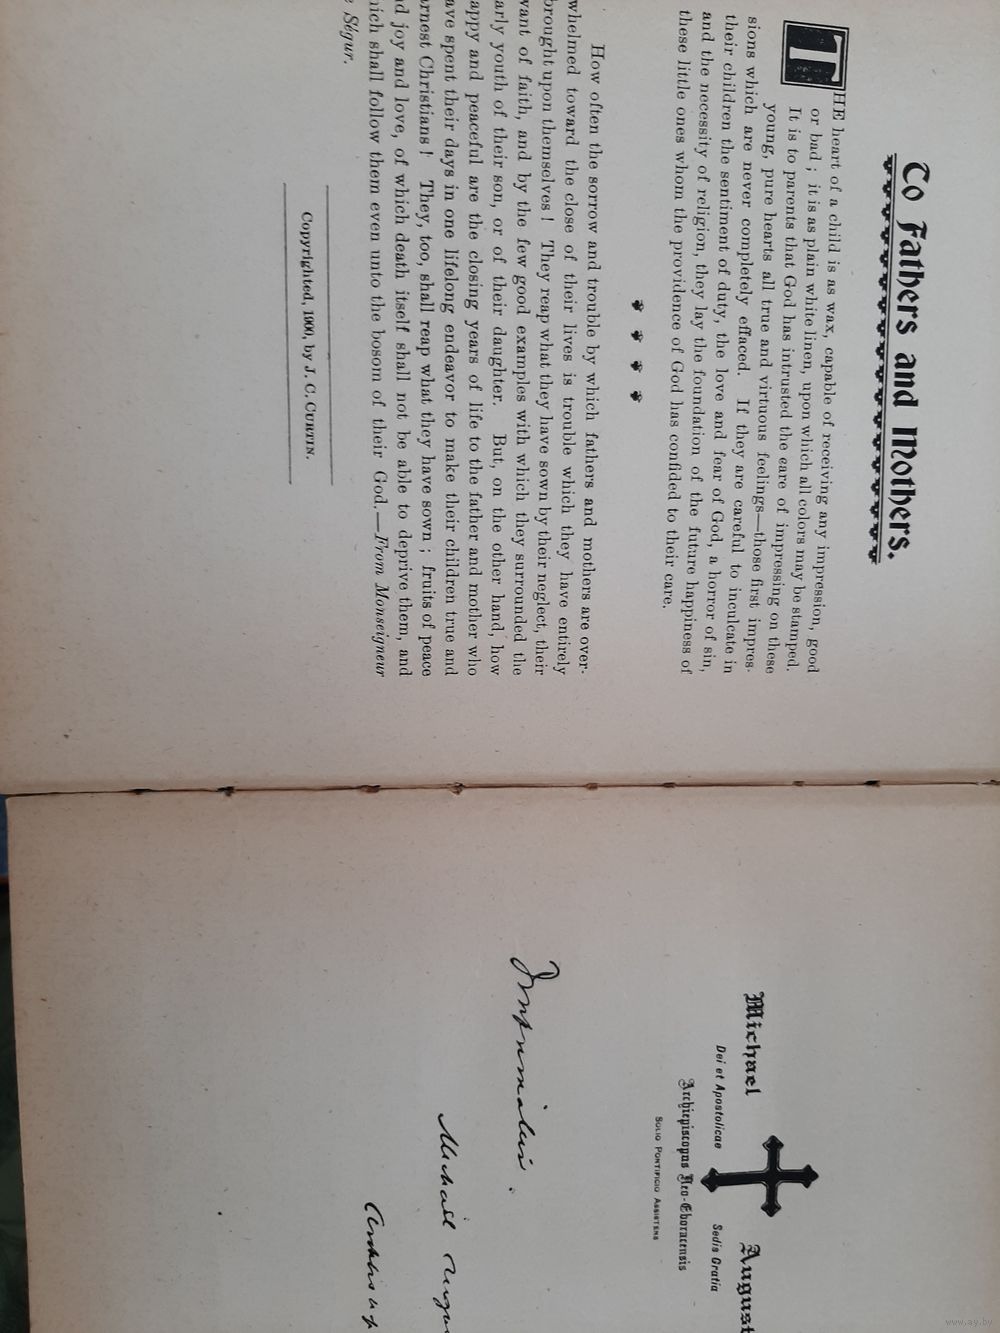 To Fathers and Mothers.
THE heart of a child is as wax, capable of receiving any impression, good
or bad; it is as plain white linen, upon which all colors may be stamped.
It is to parents that God has intrusted the care of impressing on these
young, pure hearts all true and virtuous feelings—those first impres-
sions which are never completely effaced. If they are careful to inculcate in
their children the sentiment of duty, the love and fear of God, a horror of sin,
and the necessity of religion, they lay the foundation of the future happiness of
these little ones whom the providence of God has confided to their care.
How often the sorrow and trouble by which fathers and mothers are over-
whelmed toward the close of their lives is trouble which they have entirely
brought upon themselves! They reap what they have sown by their neglect, their
want of faith, and by the few good examples with which they surrounded the
arly youth of their son, or of their daughter. But, on the other hand, how
appy and peaceful are the closing years of life to the father and mother who
ave spent their days in one lifelong endeavor to make their children true and
arnest Christians! They, too, shall reap what they have sown; fruits of peace
nd joy and love, of which death itself shall not be able to deprive them, and
hich shall follow them even unto the bosom of their God.—From Monseigneur
e Ségur.
Copyrighted, 1900, by J. C. CURTIN.
Michael August
Dei et Apostolicae Sedis Gratia
Archiepiscopus Neo-Eboracensis
SOLIO PONTIFICIO ASSISTENS
Imprimatur.
Michael Augu
www.ay.by